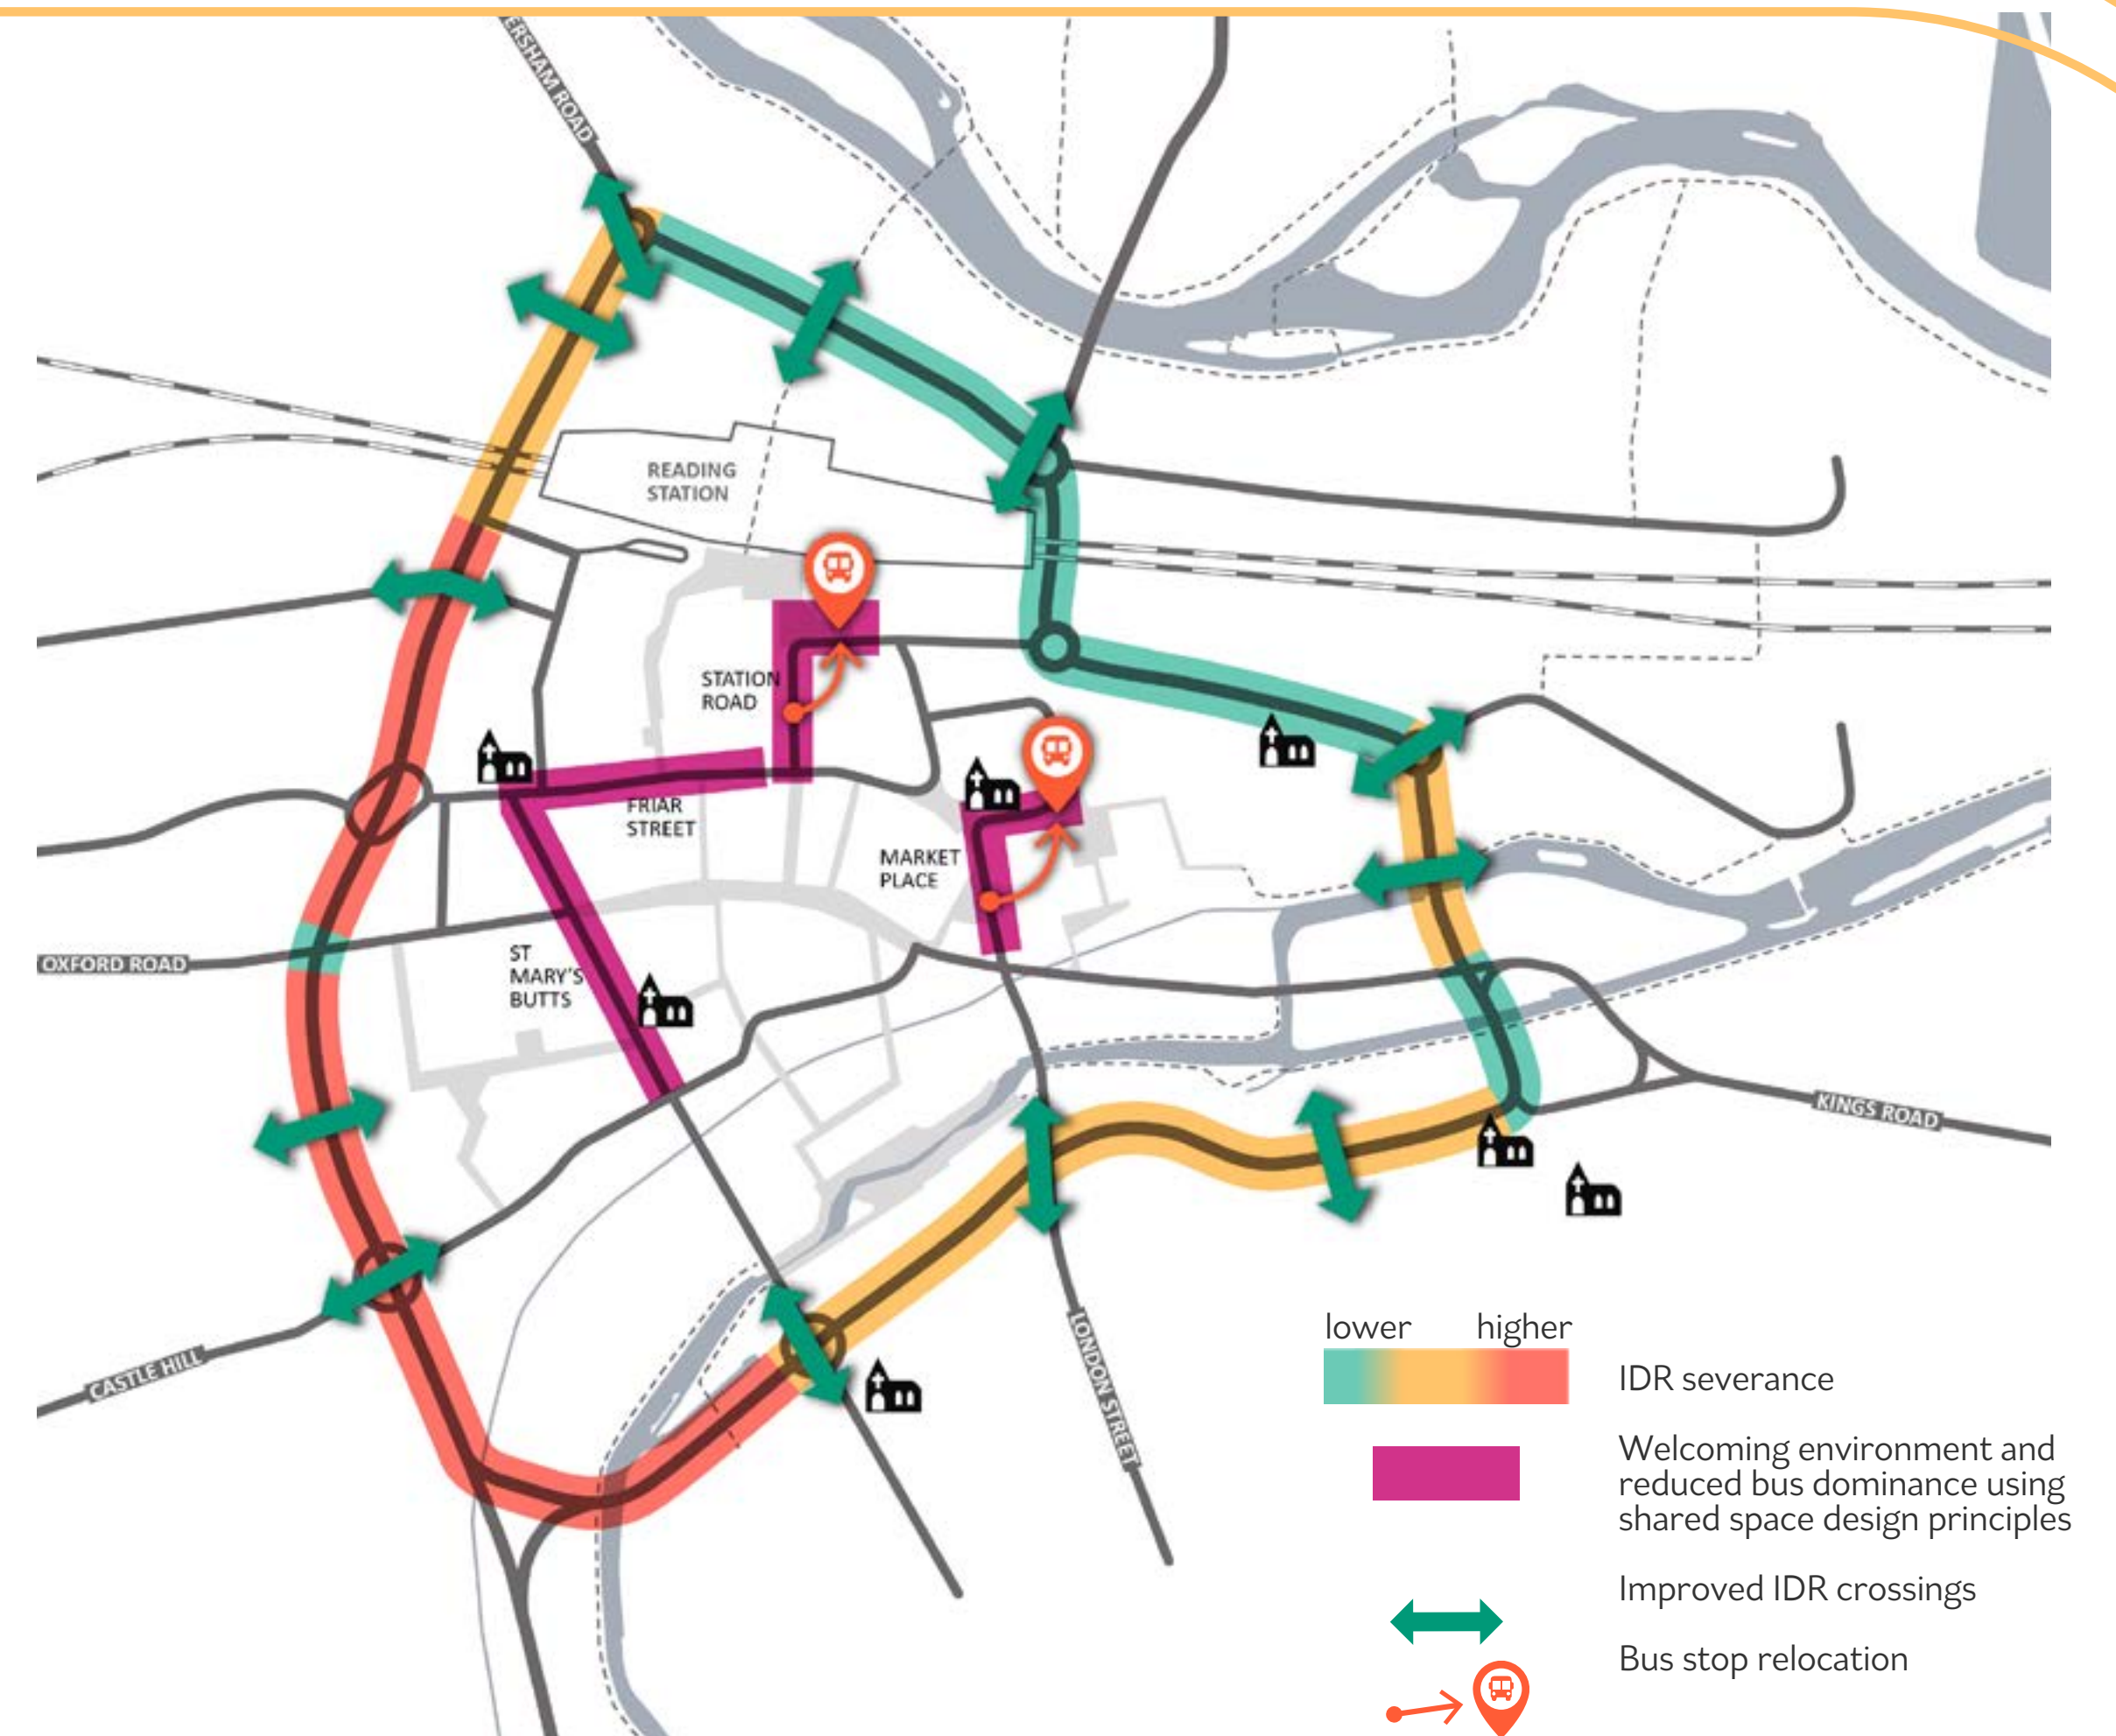 ERSHAM ROAD
READING
STATION
STATION
ROAD
FRIAR
STREET
MARKET
PLACE
OXFORD ROAD
ST
MARY'S
BUTTS
KINGS ROAD
CASTLE HILL
LONDON STREET
lower higher
IDR severance
Welcoming environment and
reduced bus dominance using
shared space design principles
Improved IDR crossings
Bus stop relocation